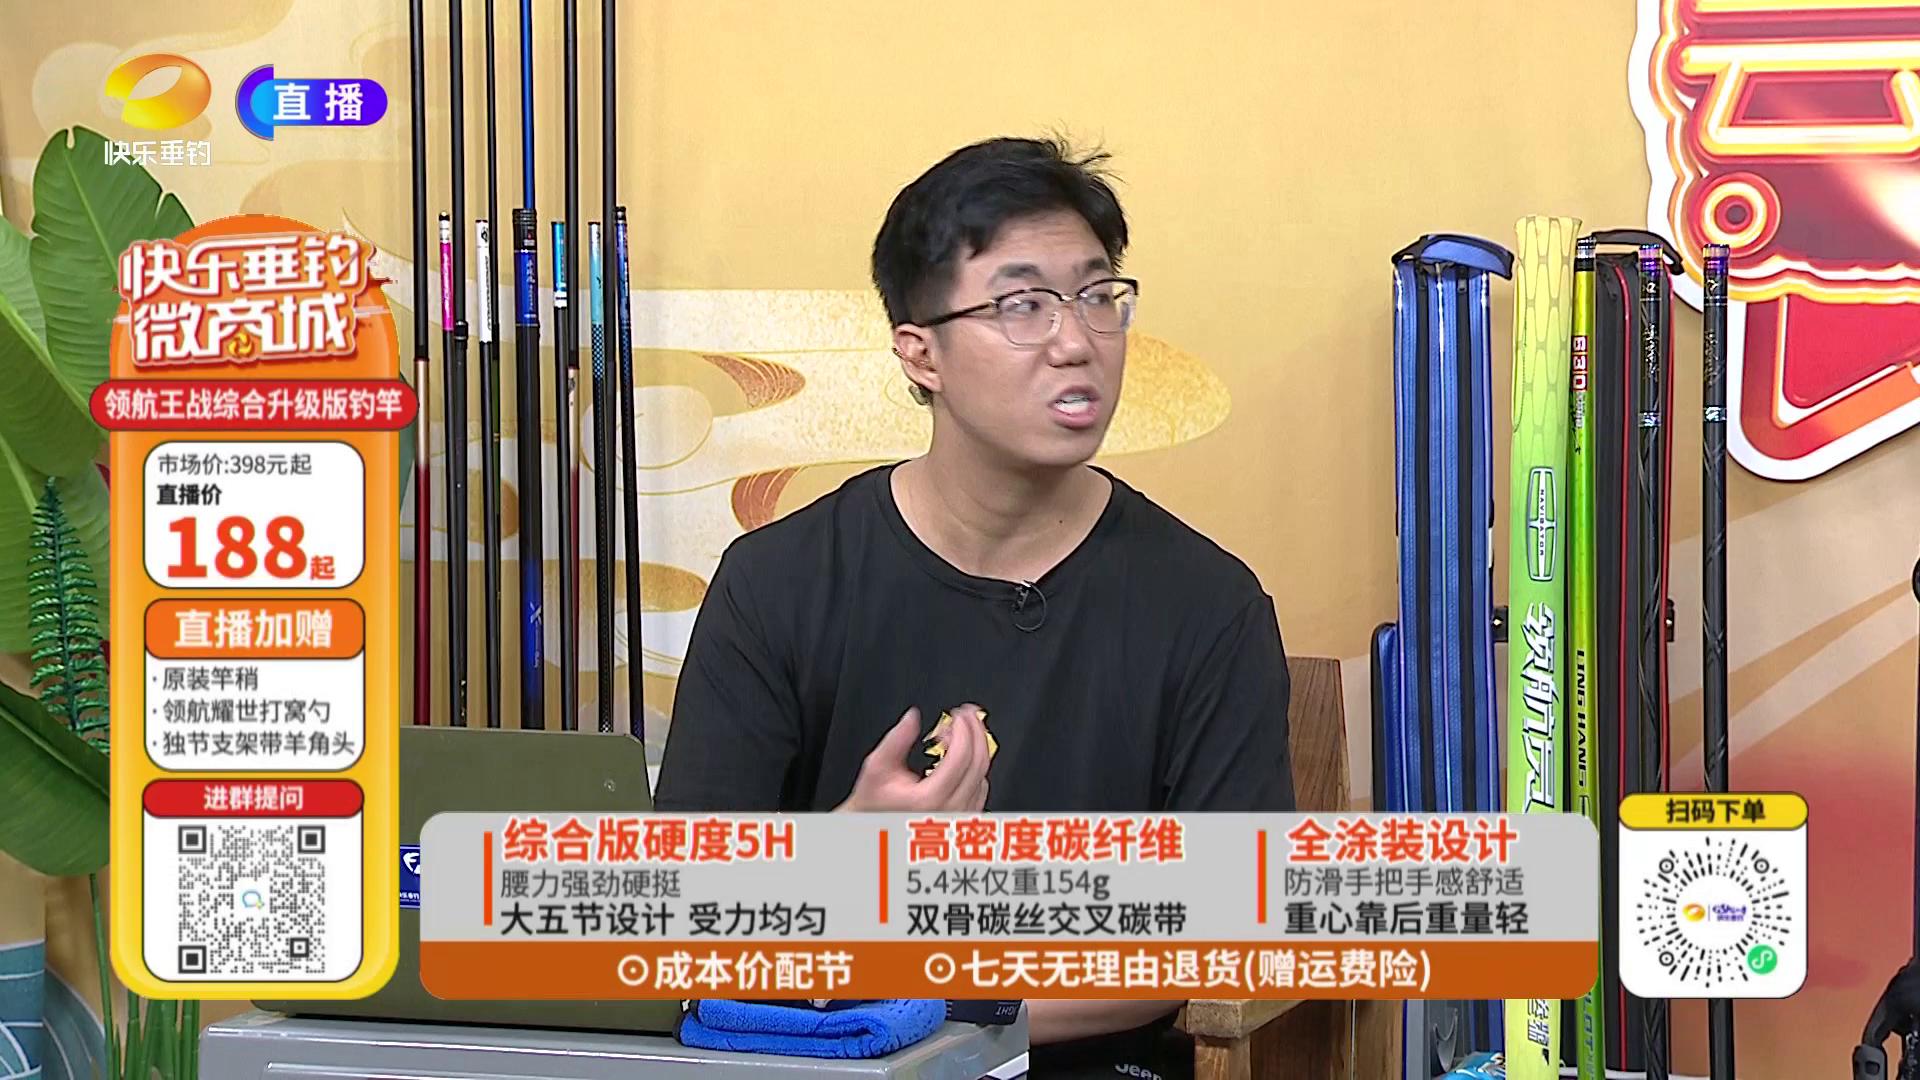 快乐垂钓
直播
快乐垂钓
微商城
领航王战综合升级版钓竿
市场价:398元起
直播价
188起
直播加赠
·原装竿稍
·领航耀世打窝勺
·独节支架带羊角头
进群提问
综合版硬度5H
腰力强劲硬挺
大五节设计 受力均匀
高密度碳纤维
5.4米仅重154g
双骨碳丝交叉碳带
全涂装设计
防滑手把手感舒适
重心靠后重量轻
⊙成本价配节
⊙七天无理由退货(赠运费险)
扫码下单
NAVIGATOR
领航
LINGHANG
630
Jeep